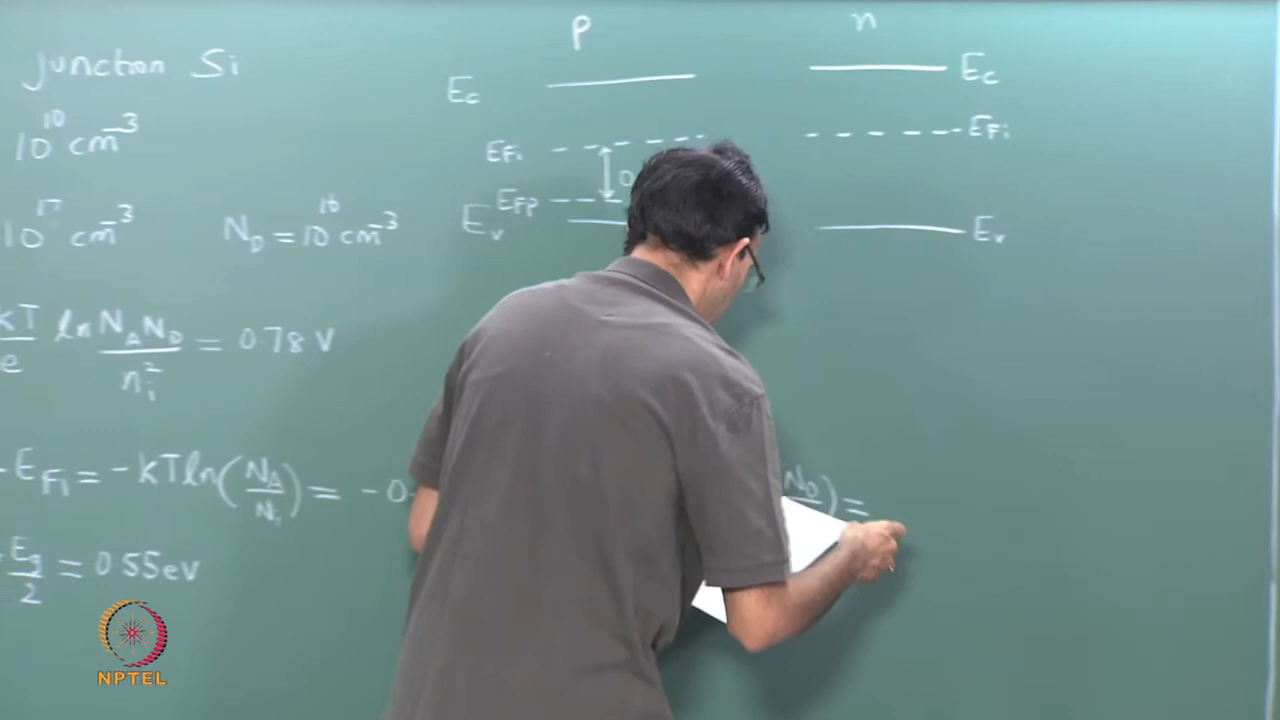 p n
Junction Si
E_c E_c
10^10 cm^-3
E_Fi E_Fi
E_Fp
10^17 cm^-3 N_D = 10^16 cm^-3
E_v E_v
kT/e ln N_A N_D / n_i^2 = 0.78 V
- E_Fi = - kT ln (N_A / N_i) = -0
N_D ) =
E_g / 2 = 0.55 eV
NPTEL